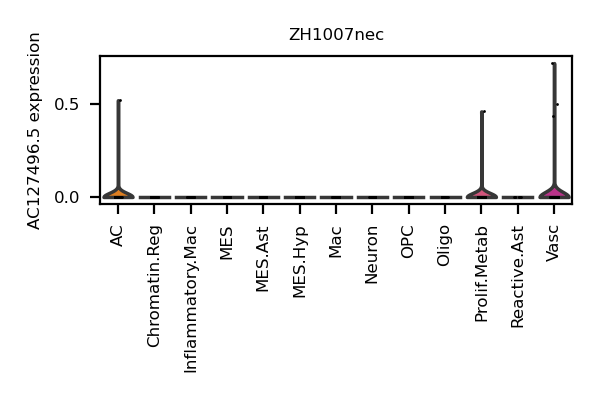 ZH1007nec
AC127496.5 expression
0.5
0.0
AC
Chromatin.Reg
Inflammatory.Mac
MES
MES.Ast
MES.Hyp
Mac
Neuron
OPC
Oligo
Prolif.Metab
Reactive.Ast
Vasc